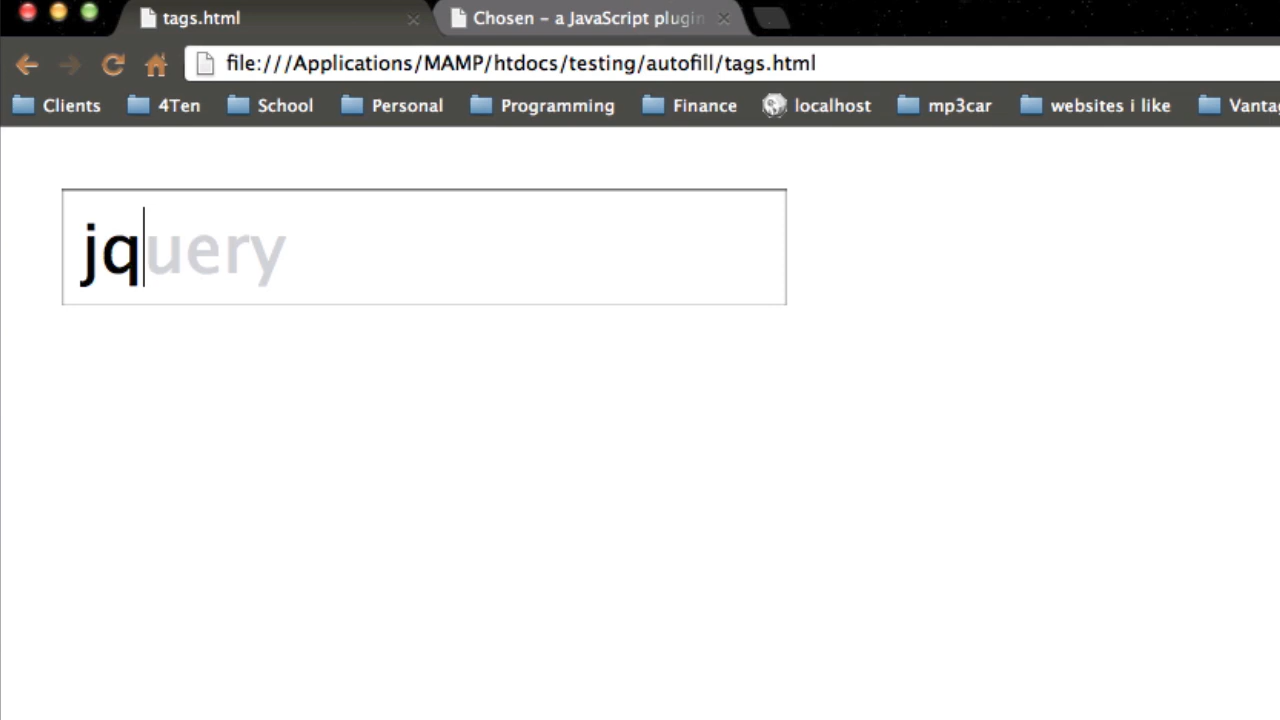 tags.html
Chosen – a JavaScript plugin
file:///Applications/MAMP/htdocs/testing/autofill/tags.html
Clients 4Ten School Personal Programming Finance localhost mp3car websites i like Vanta
jquery